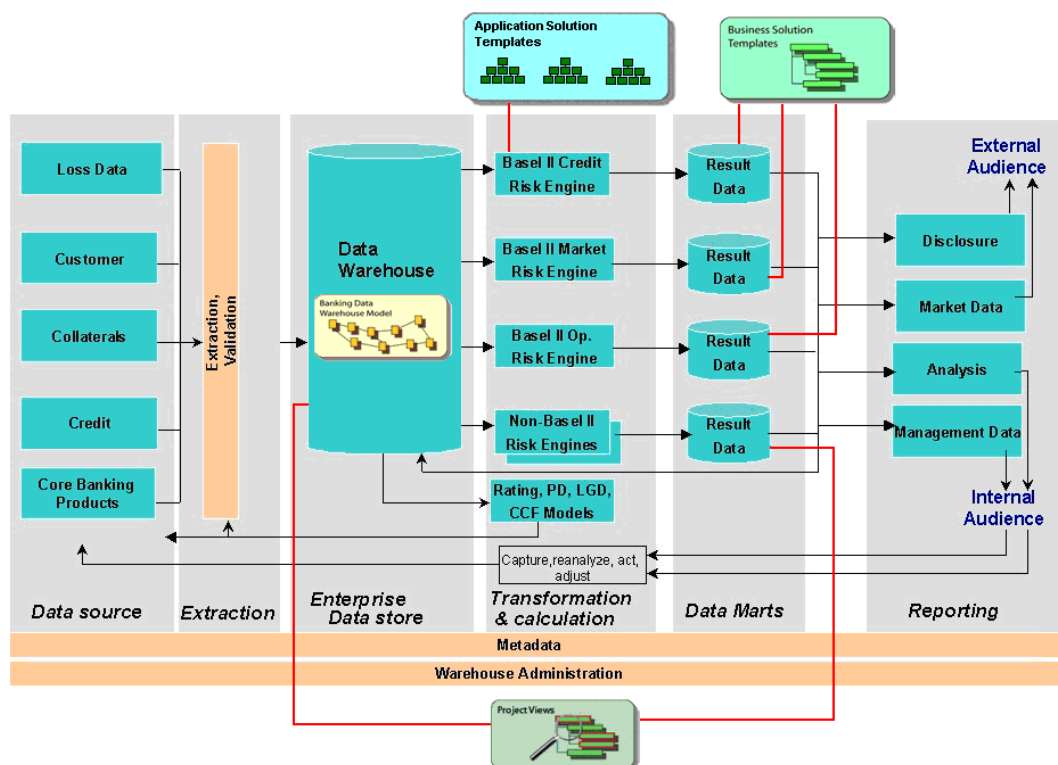 Application Solution
Templates
Business Solution
Templates
External
Audience
Loss Data
Customer
Collaterals
Credit
Core Banking
Products
Extraction,
Validation
Data
Warehouse
Banking Data
Warehouse Model
Basel II Credit
Risk Engine
Basel II Market
Risk Engine
Basel II Op.
Risk Engine
Non-Basel II
Risk Engines
Rating, PD, LGD,
CCF Models
Capture,reanalyze, act,
adjust
Result
Data
Result
Data
Result
Data
Result
Data
Disclosure
Market Data
Analysis
Management Data
Internal
Audience
Data source
Extraction
Enterprise
Data store
Transformation
& calculation
Data Marts
Reporting
Metadata
Warehouse Administration
Project Views